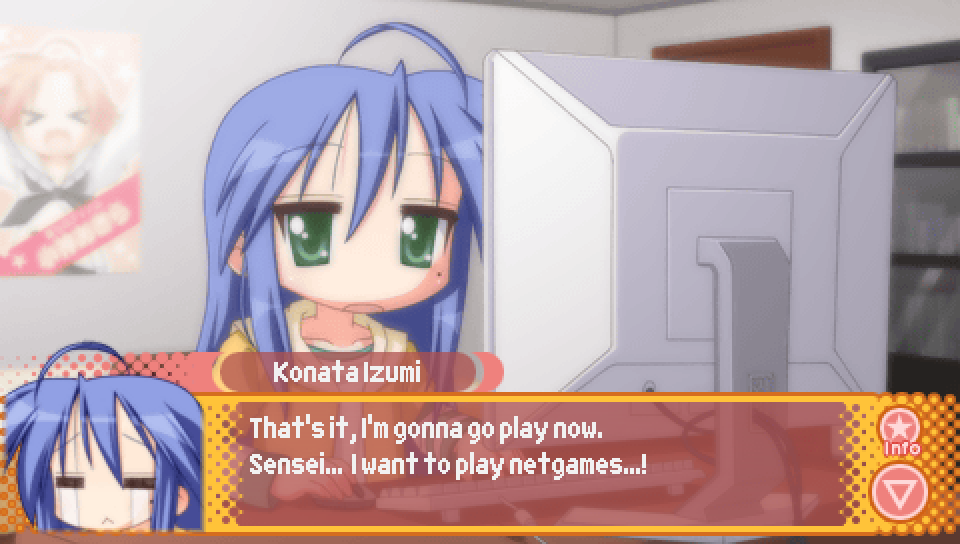 Konata Izumi
That's it, I'm gonna go play now.
Sensei... I want to play netgames...!
Info